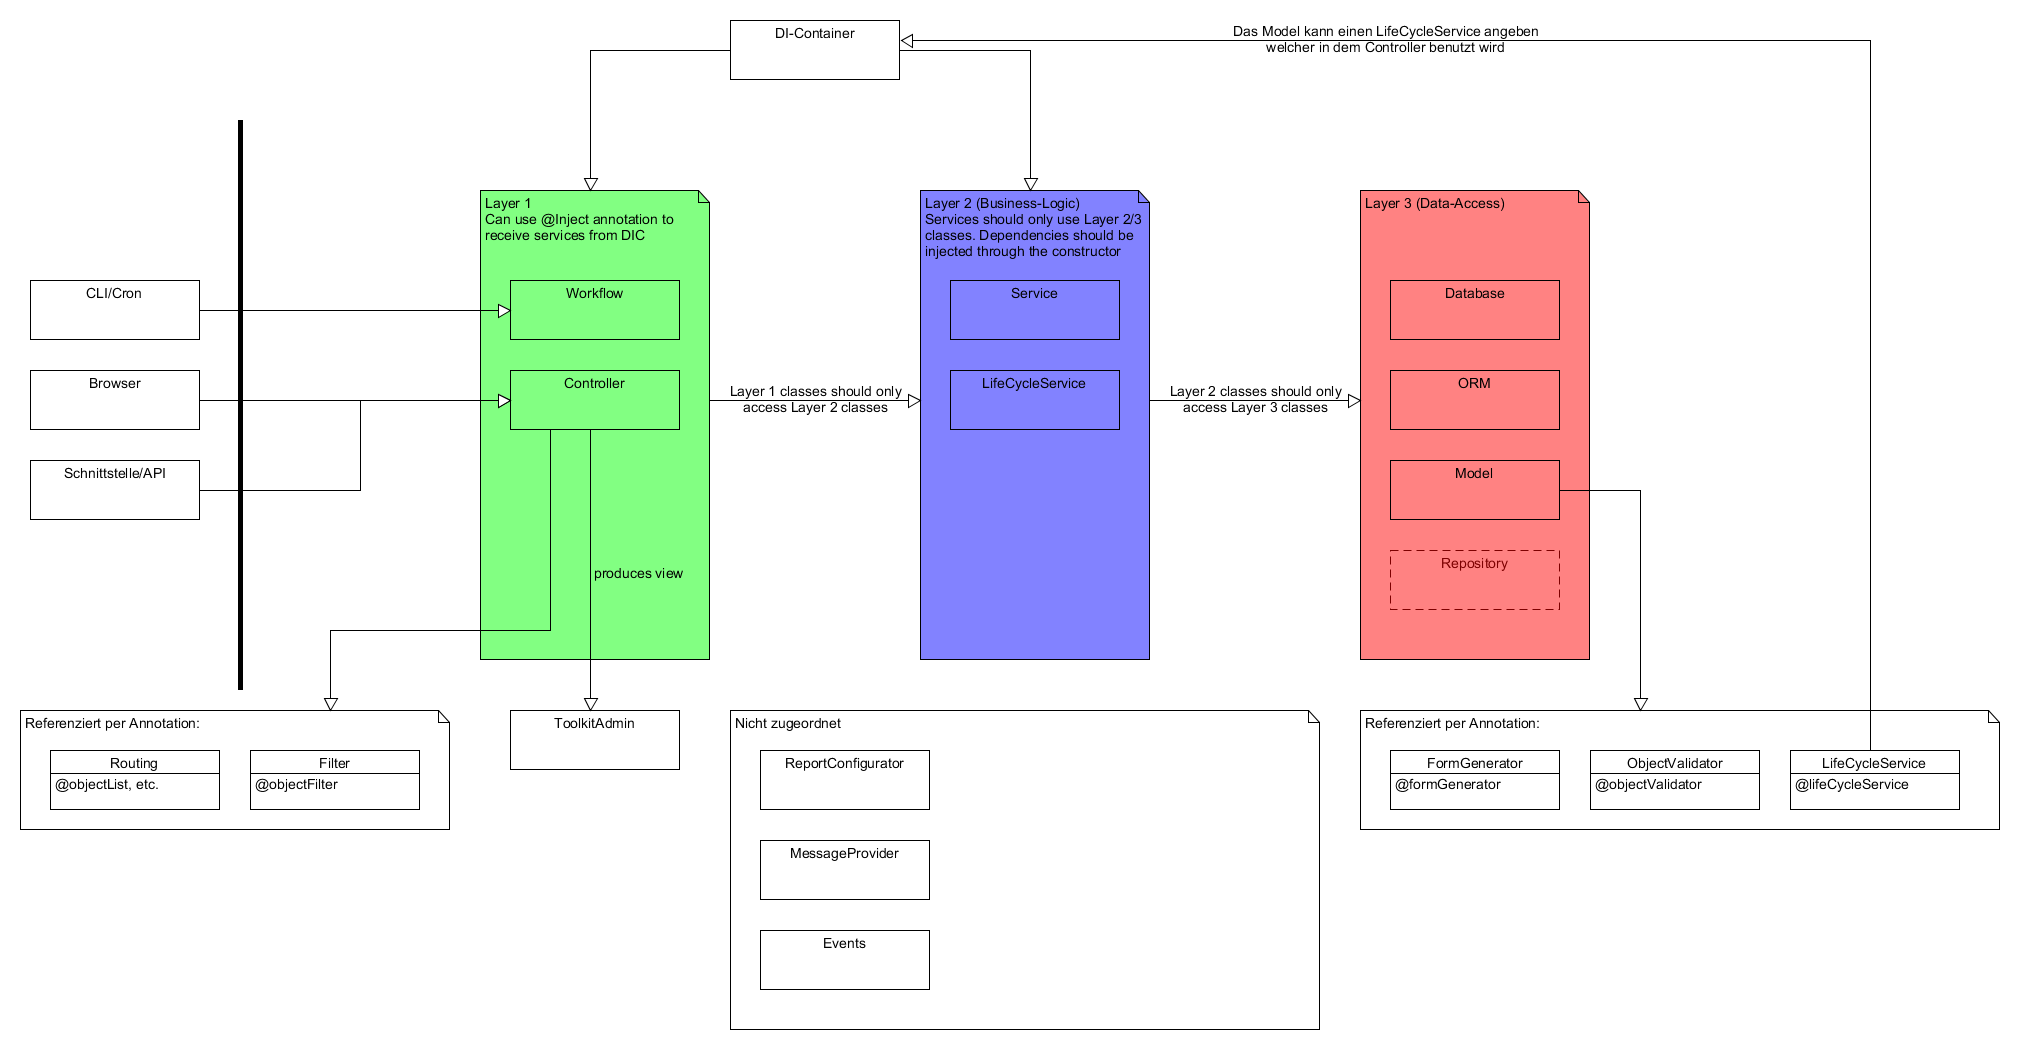 DI-Container
Das Model kann einen LifeCycleService angeben
welcher in dem Controller benutzt wird
Layer 1
Can use @Inject annotation to
receive services from DIC
Layer 2 (Business-Logic)
Services should only use Layer 2/3
classes. Dependencies should be
injected through the constructor
Layer 3 (Data-Access)
CLI/Cron
Workflow
Service
Database
Browser
Controller
Layer 1 classes should only
access Layer 2 classes
LifeCycleService
Layer 2 classes should only
access Layer 3 classes
ORM
Schnittstelle/API
Model
Repository
produces view
Referenziert per Annotation:
Routing
@objectList, etc.
Filter
@objectFilter
ToolkitAdmin
Nicht zugeordnet
ReportConfigurator
MessageProvider
Events
Referenziert per Annotation:
FormGenerator
@formGenerator
ObjectValidator
@objectValidator
LifeCycleService
@lifeCycleService